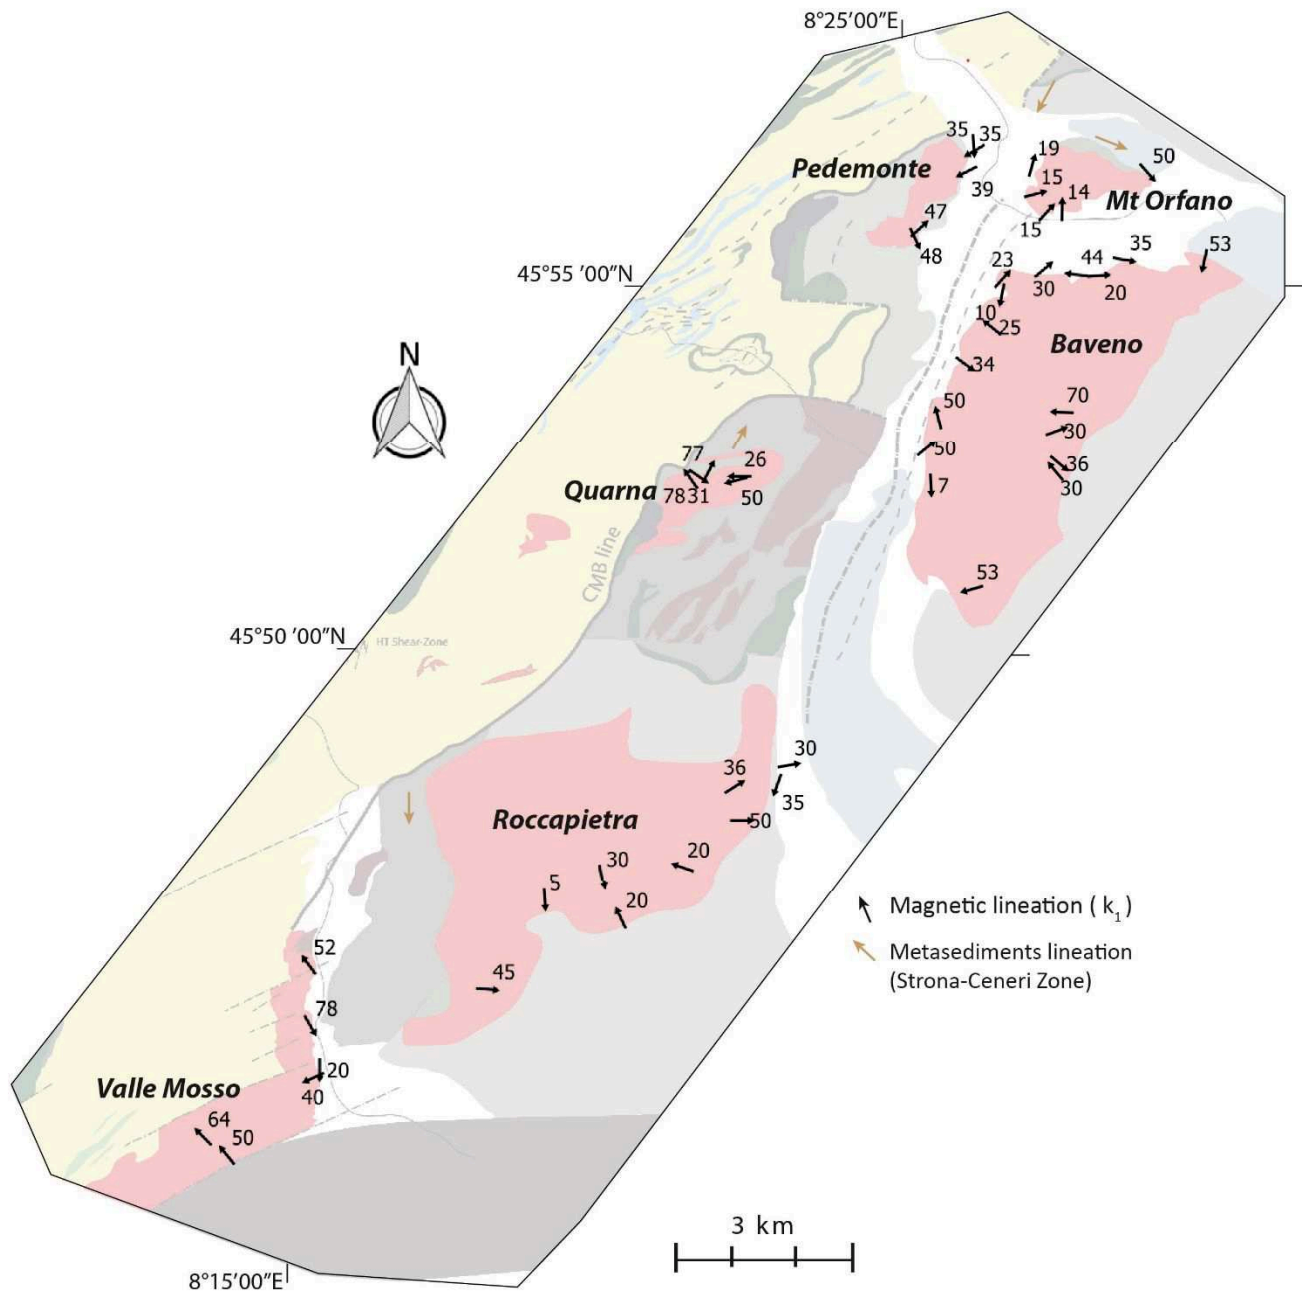 8°25'00"E
35
35
19
50
Pedemonte
15
14
Mt Orfano
39
47
15
48
23
44
35
53
45°55 '00"N
30
20
10
25
Baveno
N
34
70
50
30
50
77
26
36
Quarna
78
31
50
7
30
CMB line
53
45°50 '00"N
HT Shear-Zone
30
36
35
Roccapietra
50
30
20
5
20
Magnetic lineation ( k1)
52
Metasediments lineation
(Strona-Ceneri Zone)
45
78
20
Valle Mosso
40
64
50
3 km
8°15'00"E